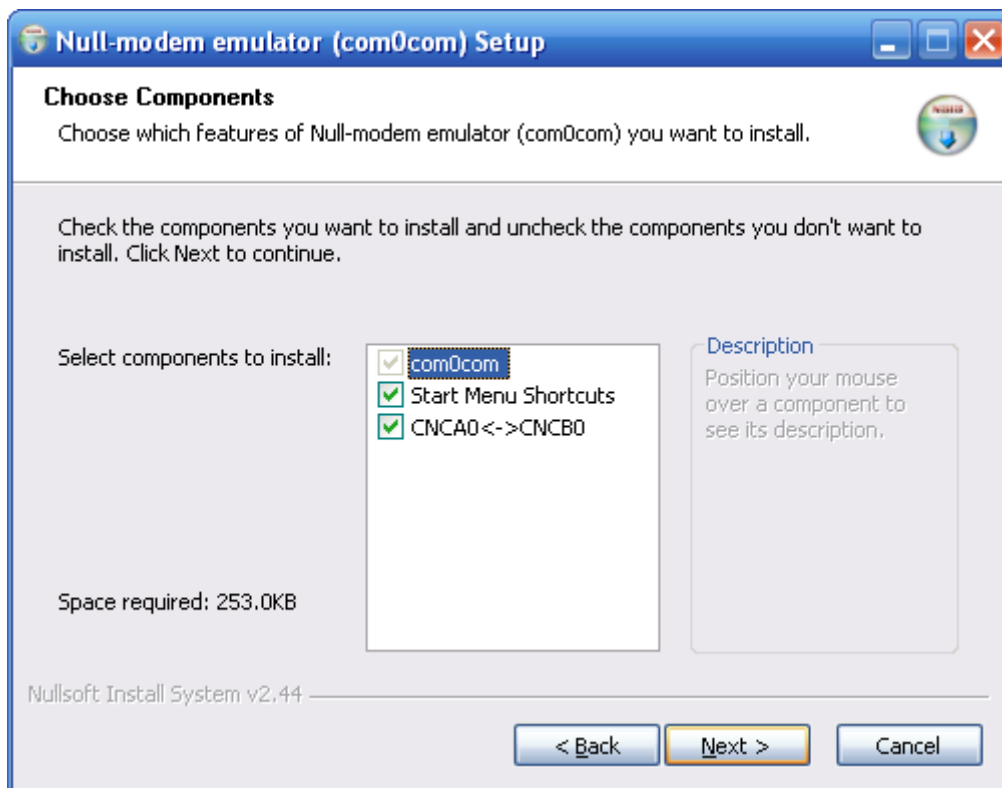 Null-modem emulator (com0com) Setup
Choose Components
Choose which features of Null-modem emulator (com0com) you want to install.
Check the components you want to install and uncheck the components you don't want to
install. Click Next to continue.
Select components to install:
com0com
Start Menu Shortcuts
CNCA0<->CNCB0
Description
Position your mouse
over a component to
see its description.
Space required: 253.0KB
Nullsoft Install System v2.44
< Back
Next >
Cancel